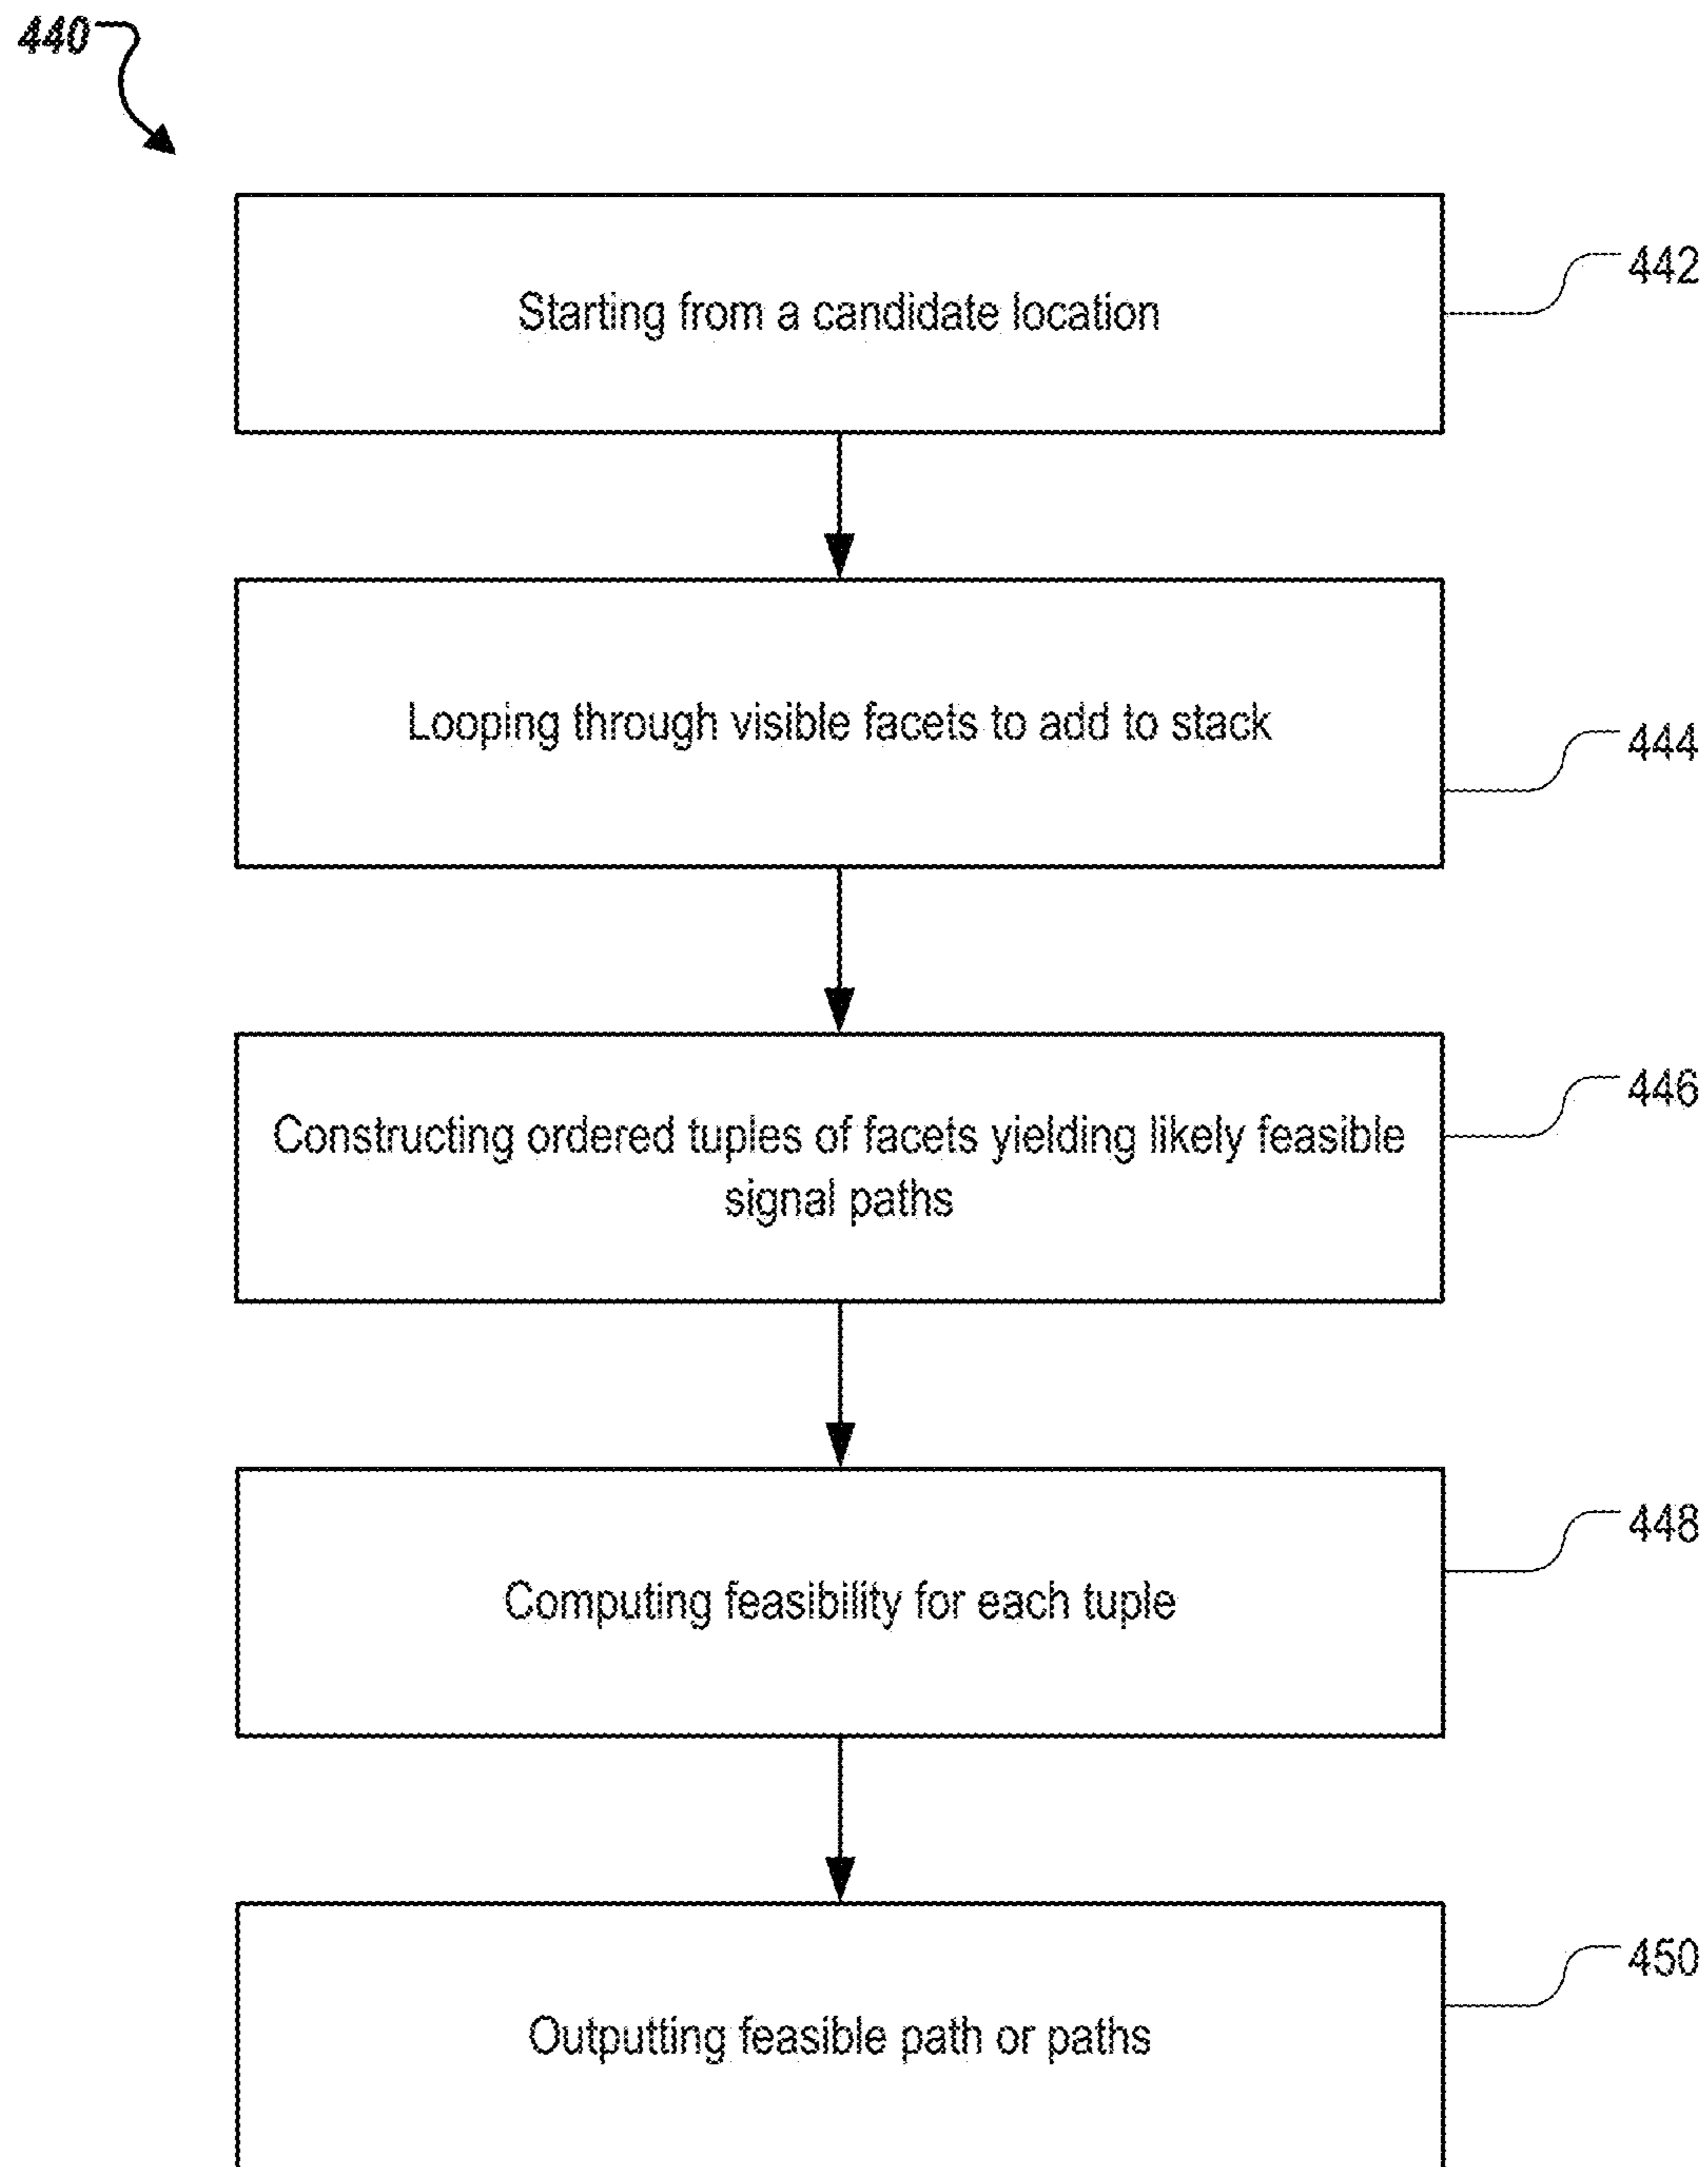 440
Starting from a candidate location
442
Looping through visible facets to add to stack
444
Constructing ordered tuples of facets yielding likely feasible
signal paths
446
Computing feasibility for each tuple
448
Outputting feasible path or paths
450